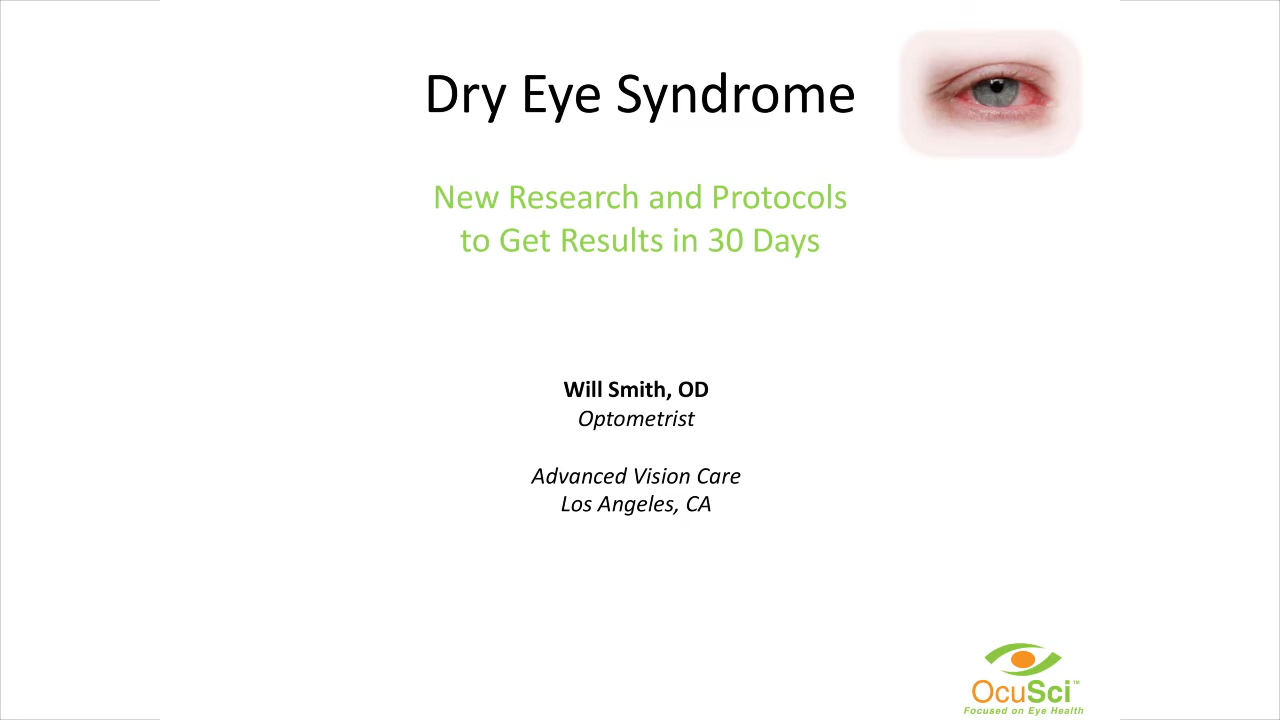 Dry Eye Syndrome
New Research and Protocols
to Get Results in 30 Days
Will Smith, OD
Optometrist
Advanced Vision Care
Los Angeles, CA
OcuSci™
Focused on Eye Health